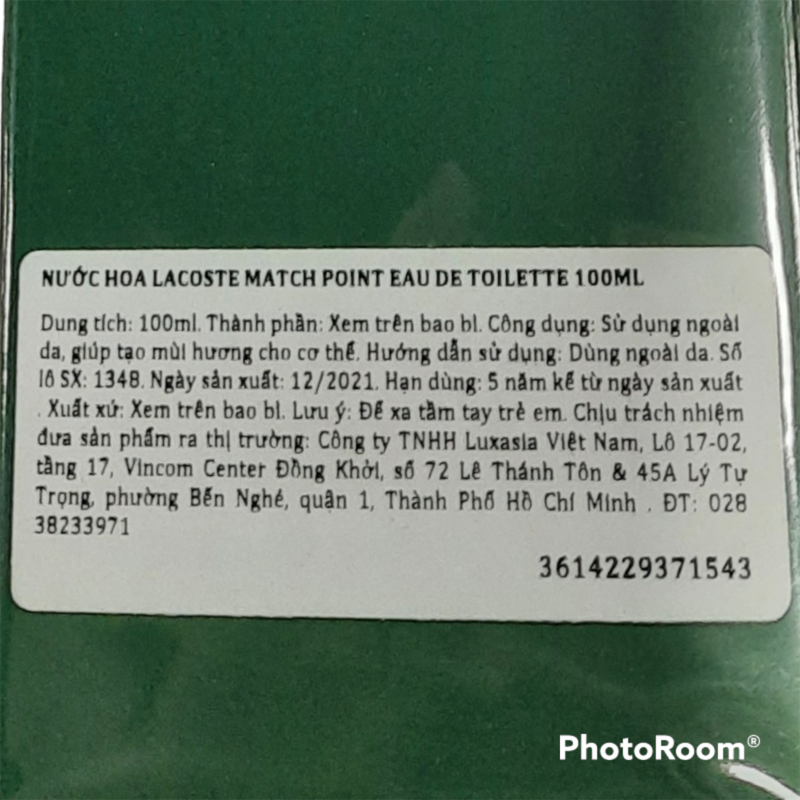 NƯỚC HOA LACOSTE MATCH POINT EAU DE TOILETTE 100ML
Dung tích: 100ml. Thành phần: Xem trên bao bì. Công dụng: Sử dụng ngoài
da, giúp tạo mùi hương cho cơ thể. Hướng dẫn sử dụng: Dùng ngoài da. Số
lô SX: 1348. Ngày sản xuất: 12/2021. Hạn dùng: 5 năm kể từ ngày sản xuất
. Xuất xứ: Xem trên bao bì. Lưu ý: Để xa tầm tay trẻ em. Chịu trách nhiệm
đưa sản phẩm ra thị trường: Công ty TNHH Luxasia Việt Nam, Lô 17-02,
tầng 17, Vincom Center Đồng Khởi, số 72 Lê Thánh Tôn & 45A Lý Tự
Trọng, phường Bến Nghé, quận 1, Thành Phố Hồ Chí Minh . ĐT: 028
38233971
3614229371543
PhotoRoom®